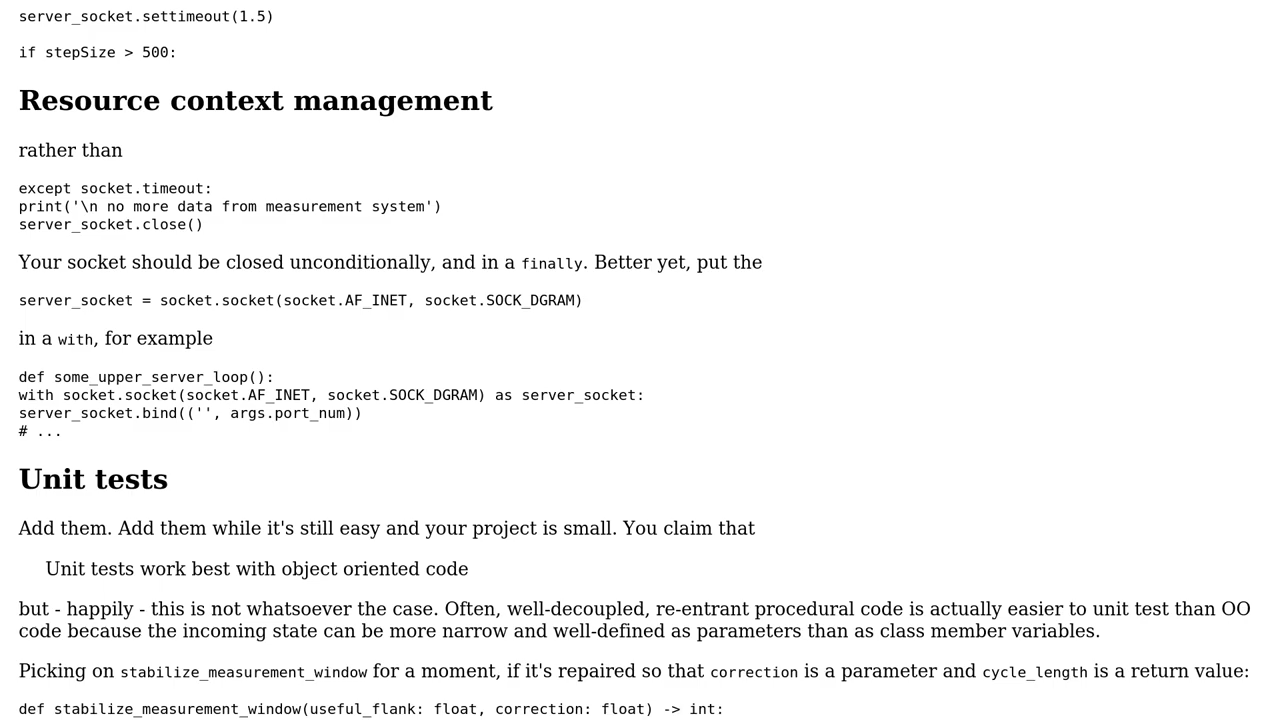 server_socket.settimeout(1.5)
if stepSize > 500:
Resource context management
rather than
except socket.timeout:
print('\n no more data from measurement system')
server_socket.close()
Your socket should be closed unconditionally, and in a finally. Better yet, put the
server_socket = socket.socket(socket.AF_INET, socket.SOCK_DGRAM)
in a with, for example
def some_upper_server_loop():
with socket.socket(socket.AF_INET, socket.SOCK_DGRAM) as server_socket:
server_socket.bind(('', args.port_num))
# ...
Unit tests
Add them. Add them while it's still easy and your project is small. You claim that
Unit tests work best with object oriented code
but - happily - this is not whatsoever the case. Often, well-decoupled, re-entrant procedural code is actually easier to unit test than OO
code because the incoming state can be more narrow and well-defined as parameters than as class member variables.
Picking on stabilize_measurement_window for a moment, if it's repaired so that correction is a parameter and cycle_length is a return value:
def stabilize_measurement_window(useful_flank: float, correction: float) -> int: